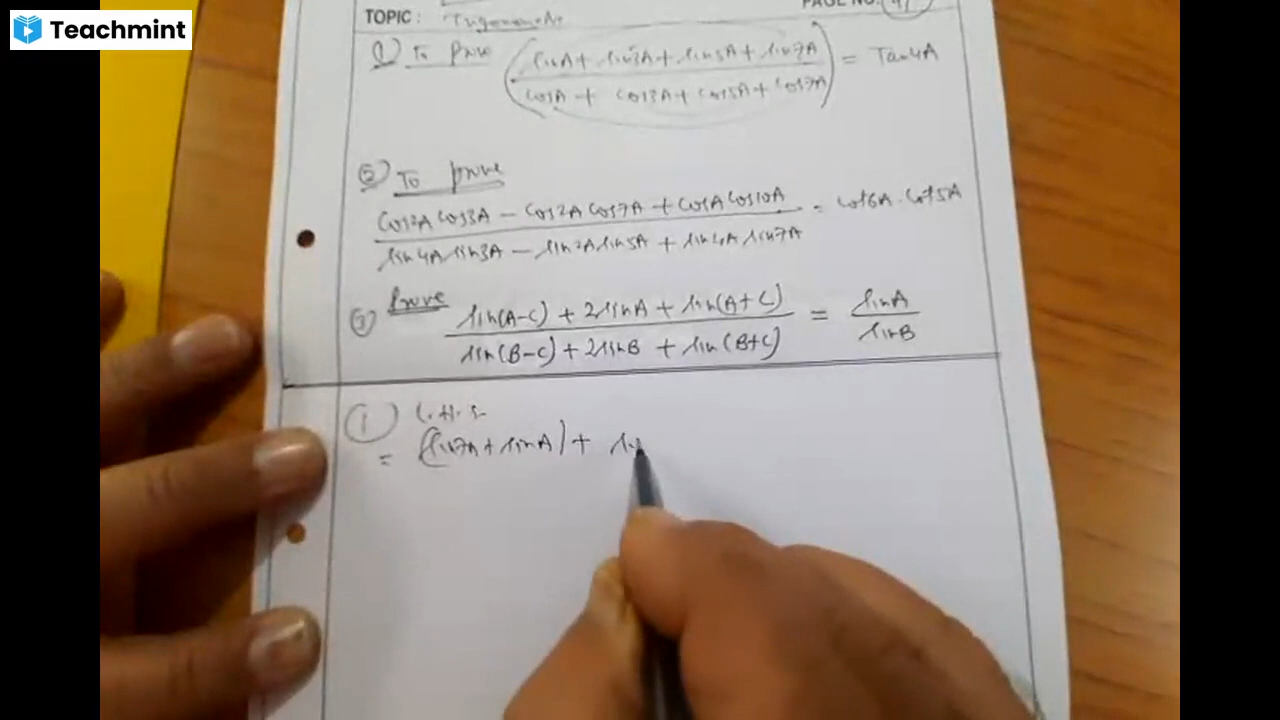 Teachmint
PAGE NO.
TOPIC : Trigonometry
① To prove
sinA + sin3A + sin5A + sin7A
cosA + cos3A + cos5A + cos7A
= Tan4A
② To prove
cos2A cos3A − cos2A cos7A + cosA cos10A
sin4A sin3A − sin2A sin5A + sin4A sin7A
= cot6A . cot5A
③ Prove
sin(A−C) + 2sinA + sin(A+C)
sin(B−C) + 2sinB + sin(B+C)
= sinA
sinB
① L.H.S
= (sin7A + sinA) +